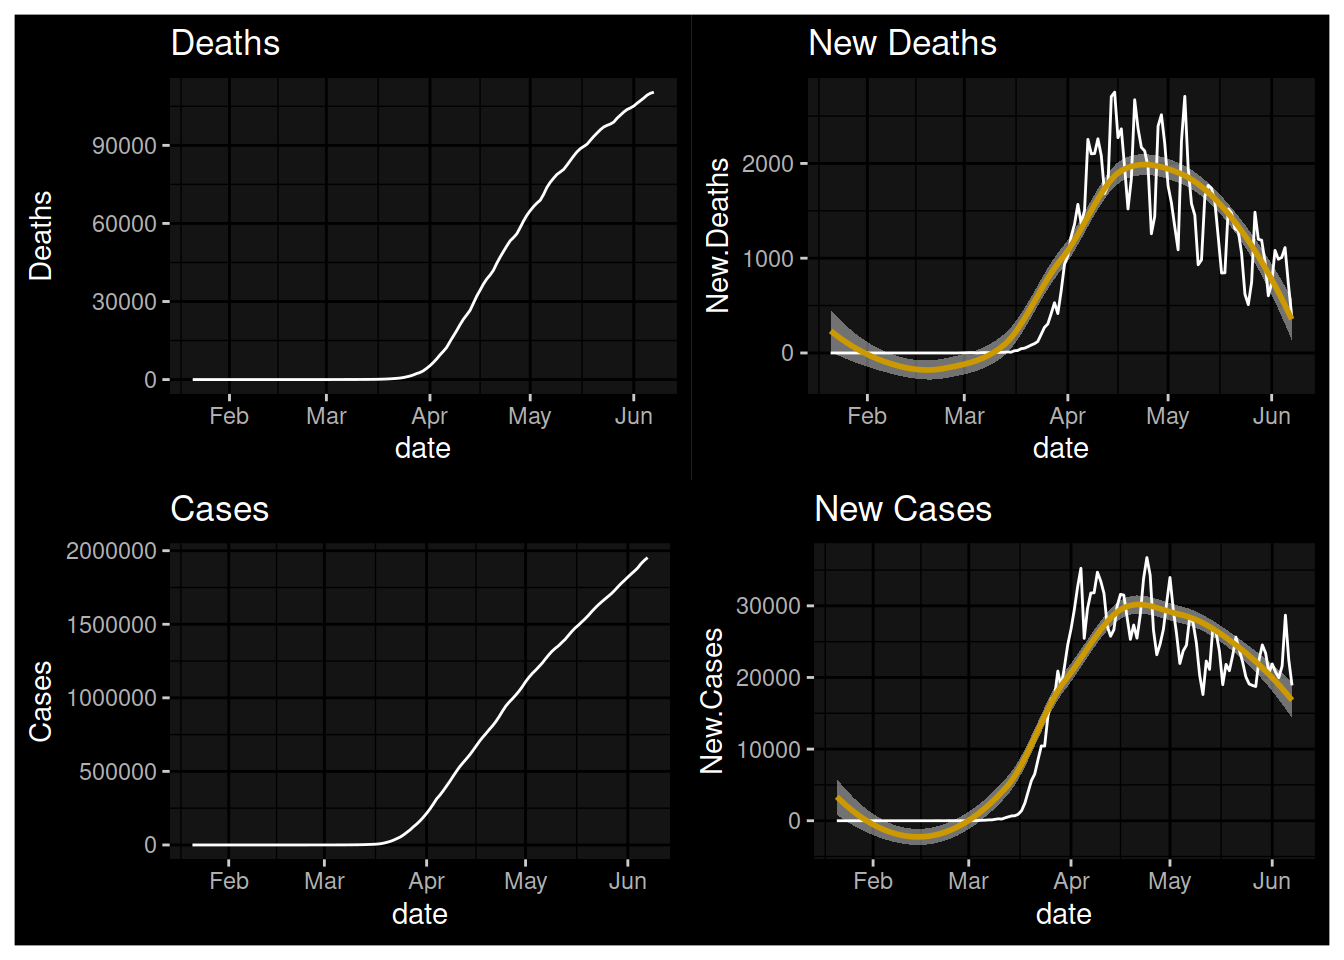 Deaths
Deaths
90000
60000
30000
0
Feb Mar Apr May Jun
date
New Deaths
New.Deaths
2000
1000
0
Feb Mar Apr May Jun
date
Cases
Cases
2000000
1500000
1000000
500000
0
Feb Mar Apr May Jun
date
New Cases
New.Cases
30000
20000
10000
0
Feb Mar Apr May Jun
date